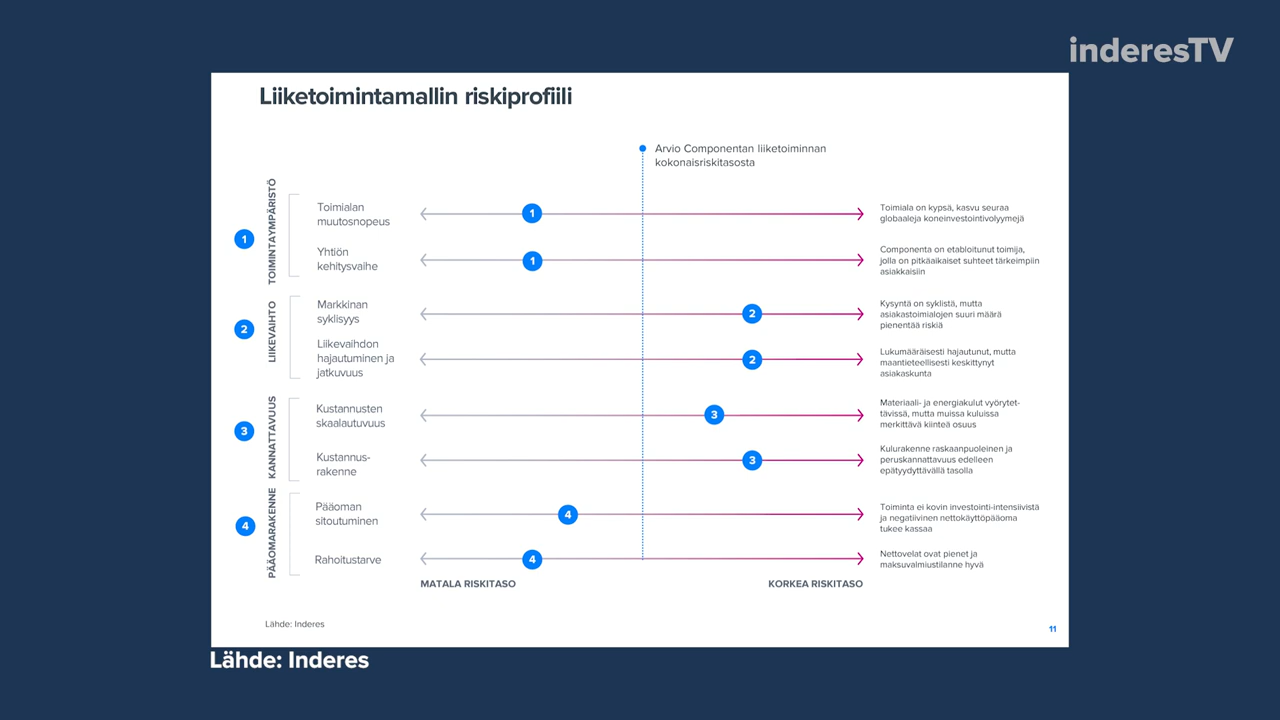 inderesTV
Liiketoimintamallin riskiprofiili
Arvio Componentan liiketoiminnan
kokonaisriskitasosta
1
TOIMINTAYMPÄRISTÖ
Toimialan
muutosnopeus
1
Toimiala on kypsä, kasvu seuraa
globaaleja koneinvestointivolyymejä
Yhtiön
kehitysvaihe
1
Componenta on etabloitunut toimija,
jolla on pitkäaikaiset suhteet tärkeimpiin
asiakkaisiin
2
LIIKEVAIHTO
Markkinan
syklisyys
2
Kysyntä on syklistä, mutta
asiakastoimialojen suuri määrä
pienentää riskiä
Liikevaihdon
hajautuminen ja
jatkuvuus
2
Lukumääräisesti hajautunut, mutta
maantieteellisesti keskittynyt
asiakaskunta
3
KANNATTAVUUS
Kustannusten
skaalautuvuus
3
Materiaali- ja energiakulut vyörytet-
tävissä, mutta muissa kuluissa
merkittävä kiinteä osuus
Kustannus-
rakenne
3
Kulurakenne raskaanpuoleinen ja
peruskannattavuus edelleen
epätyydyttävällä tasolla
4
PÄÄOMARAKENNE
Pääoman
sitoutuminen
4
Toiminta ei kovin investointi-intensiivistä
ja negatiivinen nettokäyttöpääoma
tukee kassaa
Rahoitustarve
4
Nettovelat ovat pienet ja
maksuvalmiustilanne hyvä
MATALA RISKITASO
KORKEA RISKITASO
Lähde: Inderes
11
Lähde: Inderes